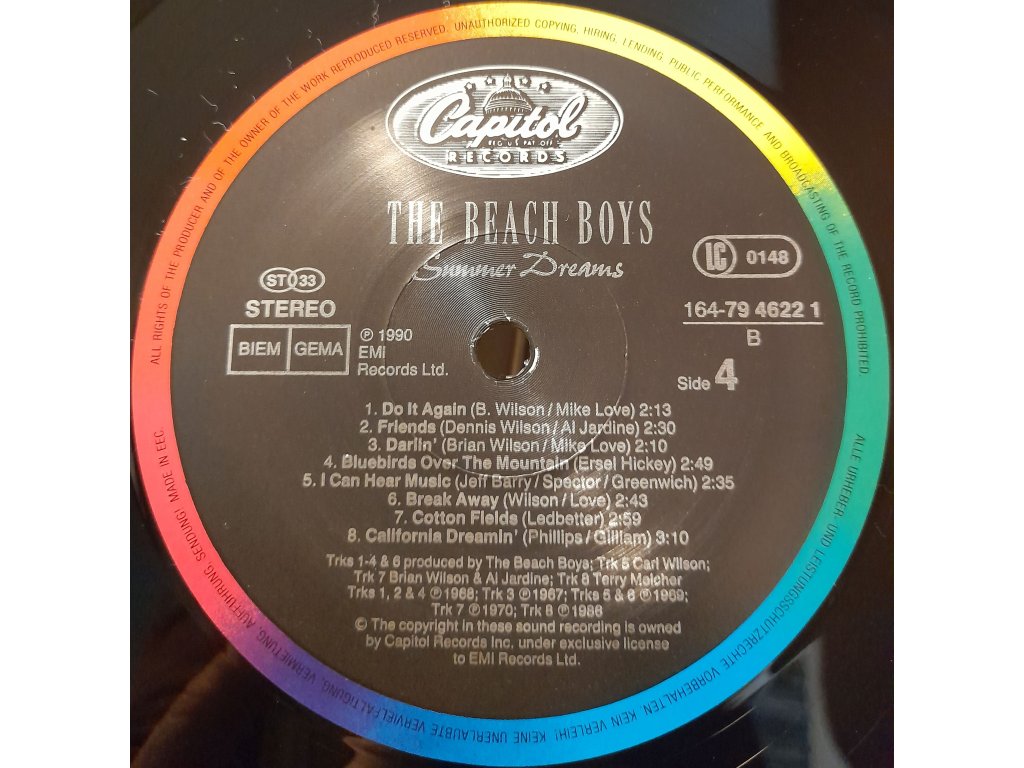 ALL RIGHTS OF THE PRODUCER AND OF THE OWNER OF THE WORK REPRODUCED RESERVED. UNAUTHORIZED COPYING, HIRING, LENDING, PUBLIC PERFORMANCE AND BROADCASTING OF THE RECORD PROHIBITED.
Capitol
REG. U.S. PAT. OFF.
RECORDS
THE BEACH BOYS
Summer Dreams
ST 33
STEREO
BIEM GEMA
℗ 1990
EMI
Records Ltd.
LC 0148
164-79 4622 1
B
Side 4
1. Do It Again (B. Wilson/Mike Love) 2:13
2. Friends (Dennis Wilson/Al Jardine) 2:30
3. Darlin' (Brian Wilson/Mike Love) 2:10
4. Bluebirds Over The Mountain (Ersel Hickey) 2:49
5. I Can Hear Music (Jeff Barry/Spector/Greenwich) 2:35
6. Break Away (Wilson/Love) 2:43
7. Cotton Fields (Ledbetter) 2:59
8. California Dreamin' (Phillips/Gilliam) 3:10
Trks 1-4 & 6 produced by The Beach Boys; Trk 5 Carl Wilson;
Trk 7 Brian Wilson & Al Jardine; Trk 8 Terry Melcher
Trks 1, 2 & 4 ℗1968; Trk 3 ℗1967; Trks 5 & 6 ℗1969;
Trk 7 ℗1970; Trk 8 ℗1986
© The copyright in these sound recording is owned
by Capitol Records Inc. under exclusive license
to EMI Records Ltd.
ALLE URHEBER- UND LEISTUNGSSCHUTZRECHTE VORBEHALTEN. KEIN VERLEIH! KEINE UNERLAUBTE VERVIELFÄLTIGUNG, VERMIETUNG, AUFFÜHRUNG, SENDUNG! MADE IN EEC.